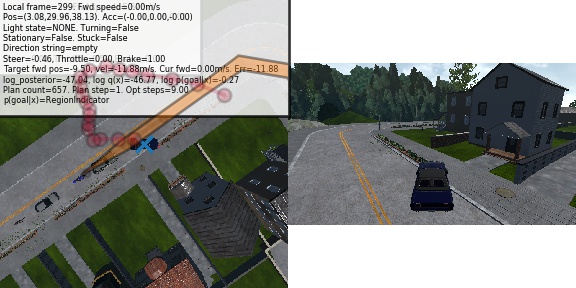 Local frame=299. Fwd speed=0.00m/s
Pos=(3.08,29.96,38.13). Acc=(-0.00,0.00,-0.00)
Light state=NONE. Turning=False.
Stationary=False. Stuck=False
Direction string=empty
Steer=-0.46, Throttle=0.00, Brake=1.00
Target fwd pos=-9.50, vel=-11.88m/s. Cur fwd=0.00m/s. Err=-11.88
log_posterior=-47.04, log q(x)=-46.77, log p(goal|x)=-0.27
Plan count=657. Plan step=1. Opt steps=9.00
p(goal|x)=RegionIndicator